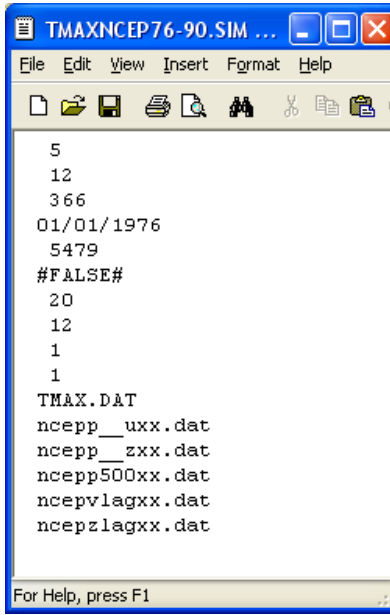 TMAXNCEP76-90.SIM ...
File Edit View Insert Format Help
5
12
366
01/01/1976
5479
#FALSE#
20
12
1
1
TMAX.DAT
ncepp__uxx.dat
ncepp__zxx.dat
ncepp500xx.dat
ncepvlagxx.dat
ncepzlagxx.dat
For Help, press F1